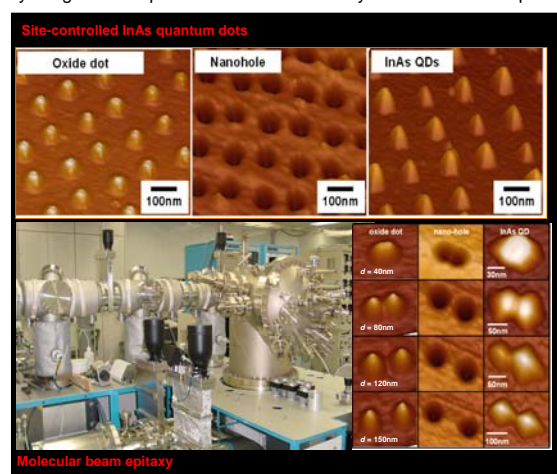 Site-controlled InAs quantum dots
Oxide dot
Nanohole
InAs QDs
100nm
100nm
100nm
oxide dot
nano-hole
InAs QD
d = 40nm
30nm
d = 80nm
50nm
d = 120nm
50nm
d = 150nm
100nm
Molecular beam epitaxy